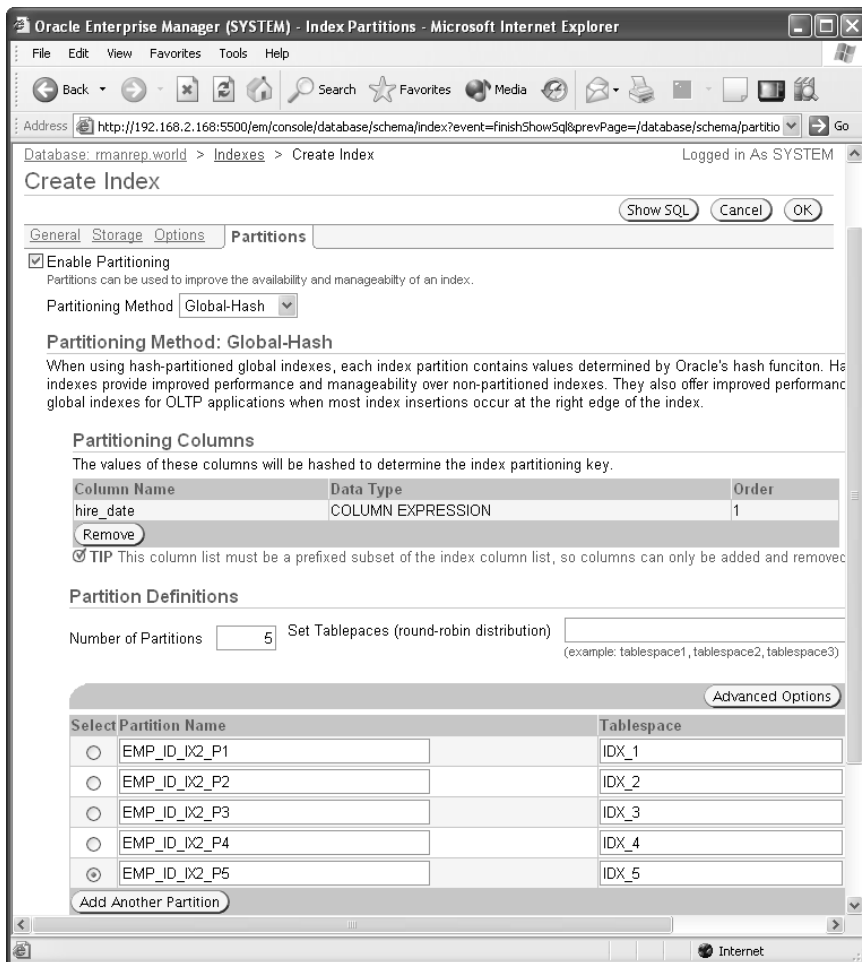 Oracle Enterprise Manager (SYSTEM) - Index Partitions - Microsoft Internet Explorer
File Edit View Favorites Tools Help
Back Search Favorites Media
Address http://192.168.2.168:5500/em/console/database/schema/index?event=finishShowSql&prevPage=/database/schema/partitio Go
Database: rmanrep.world > Indexes > Create Index Logged in As SYSTEM
Create Index
Show SQL Cancel OK
General Storage Options Partitions
Enable Partitioning
Partitions can be used to improve the availability and manageabilty of an index.
Partitioning Method Global-Hash
Partitioning Method: Global-Hash
When using hash-partitioned global indexes, each index partition contains values determined by Oracle's hash funciton. Ha
indexes provide improved performance and manageability over non-partitioned indexes. They also offer improved performanc
global indexes for OLTP applications when most index insertions occur at the right edge of the index.
Partitioning Columns
The values of these columns will be hashed to determine the index partitioning key.
Column Name Data Type Order
hire_date COLUMN EXPRESSION 1
Remove
TIP This column list must be a prefixed subset of the index column list, so columns can only be added and removed
Partition Definitions
Number of Partitions 5 Set Tablepaces (round-robin distribution)
(example: tablespace1, tablespace2, tablespace3)
Advanced Options
Select Partition Name Tablespace
EMP_ID_IX2_P1 IDX_1
EMP_ID_IX2_P2 IDX_2
EMP_ID_IX2_P3 IDX_3
EMP_ID_IX2_P4 IDX_4
EMP_ID_IX2_P5 IDX_5
Add Another Partition
Internet